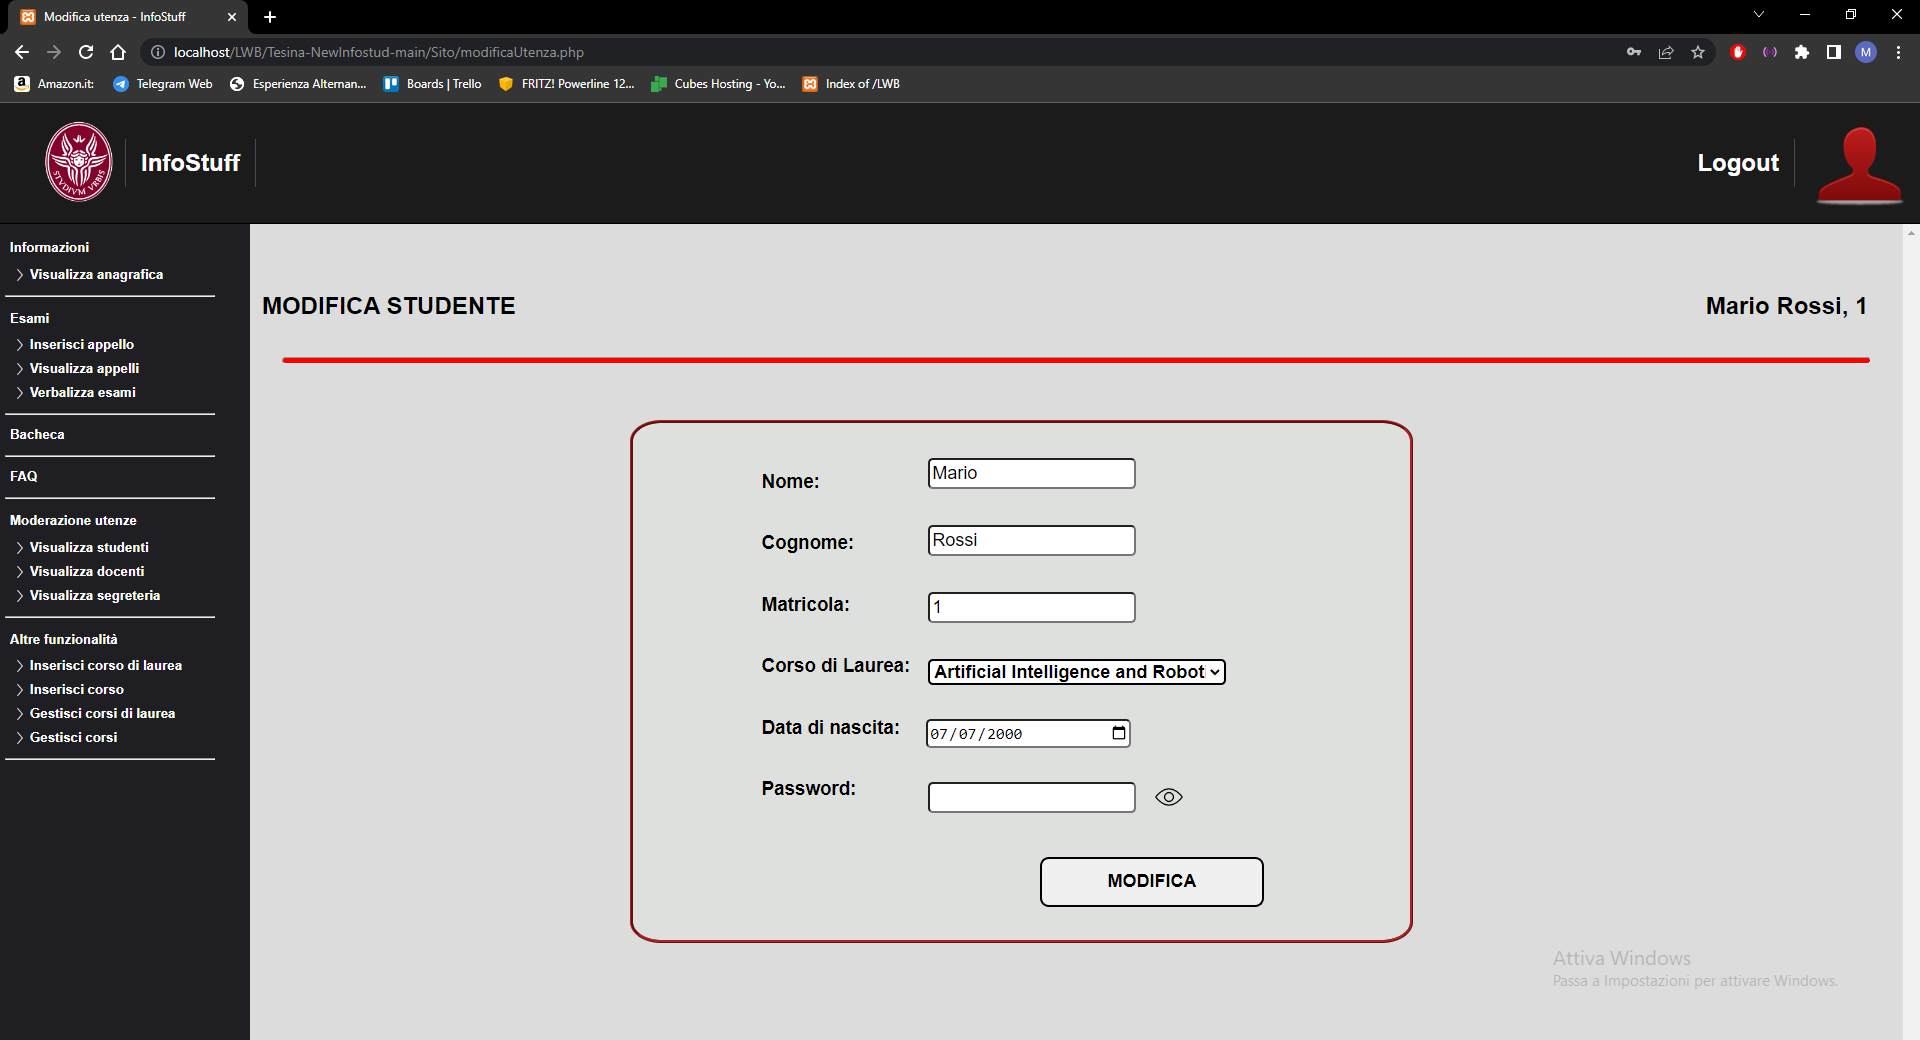 Modifica utenza - InfoStuff
localhost/LWB/Tesina-NewInfostud-main/Sito/modificaUtenza.php
M
Amazon.it:
Telegram Web
Esperienza Alternan...
Boards | Trello
FRITZ! Powerline 12...
Cubes Hosting - Yo...
Index of /LWB
STVDIVM VRBIS
InfoStuff
Logout
Informazioni
Visualizza anagrafica
Esami
Inserisci appello
Visualizza appelli
Verbalizza esami
Bacheca
FAQ
Moderazione utenze
Visualizza studenti
Visualizza docenti
Visualizza segreteria
Altre funzionalità
Inserisci corso di laurea
Inserisci corso
Gestisci corsi di laurea
Gestisci corsi
MODIFICA STUDENTE
Mario Rossi, 1
Nome: Mario
Cognome: Rossi
Matricola: 1
Corso di Laurea: Artificial Intelligence and Robot
Data di nascita: 07/07/2000
Password:
MODIFICA
Attiva Windows
Passa a Impostazioni per attivare Windows.